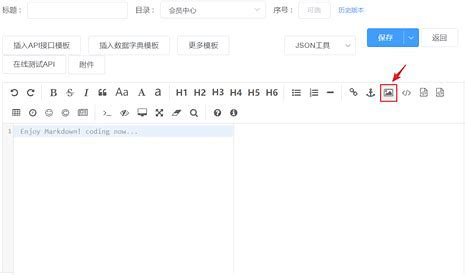 标题： 目录： 会员中心 序号： 可选 历史版本
插入API接口模板 插入数据字典模板 更多模板 JSON工具 保存 返回
在线测试API 附件
B S I Aa A a H1 H2 H3 H4 H5 H6
1 Enjoy Markdown! coding now...